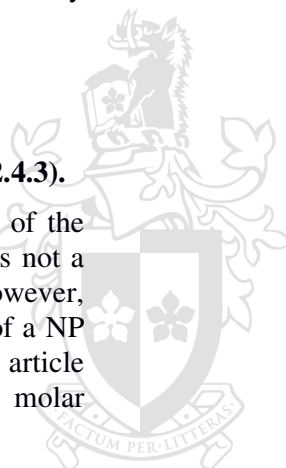 2.4.3).
of the
s not a
owever,
of a NP
article
molar
FACTUM PER·LITTERAS